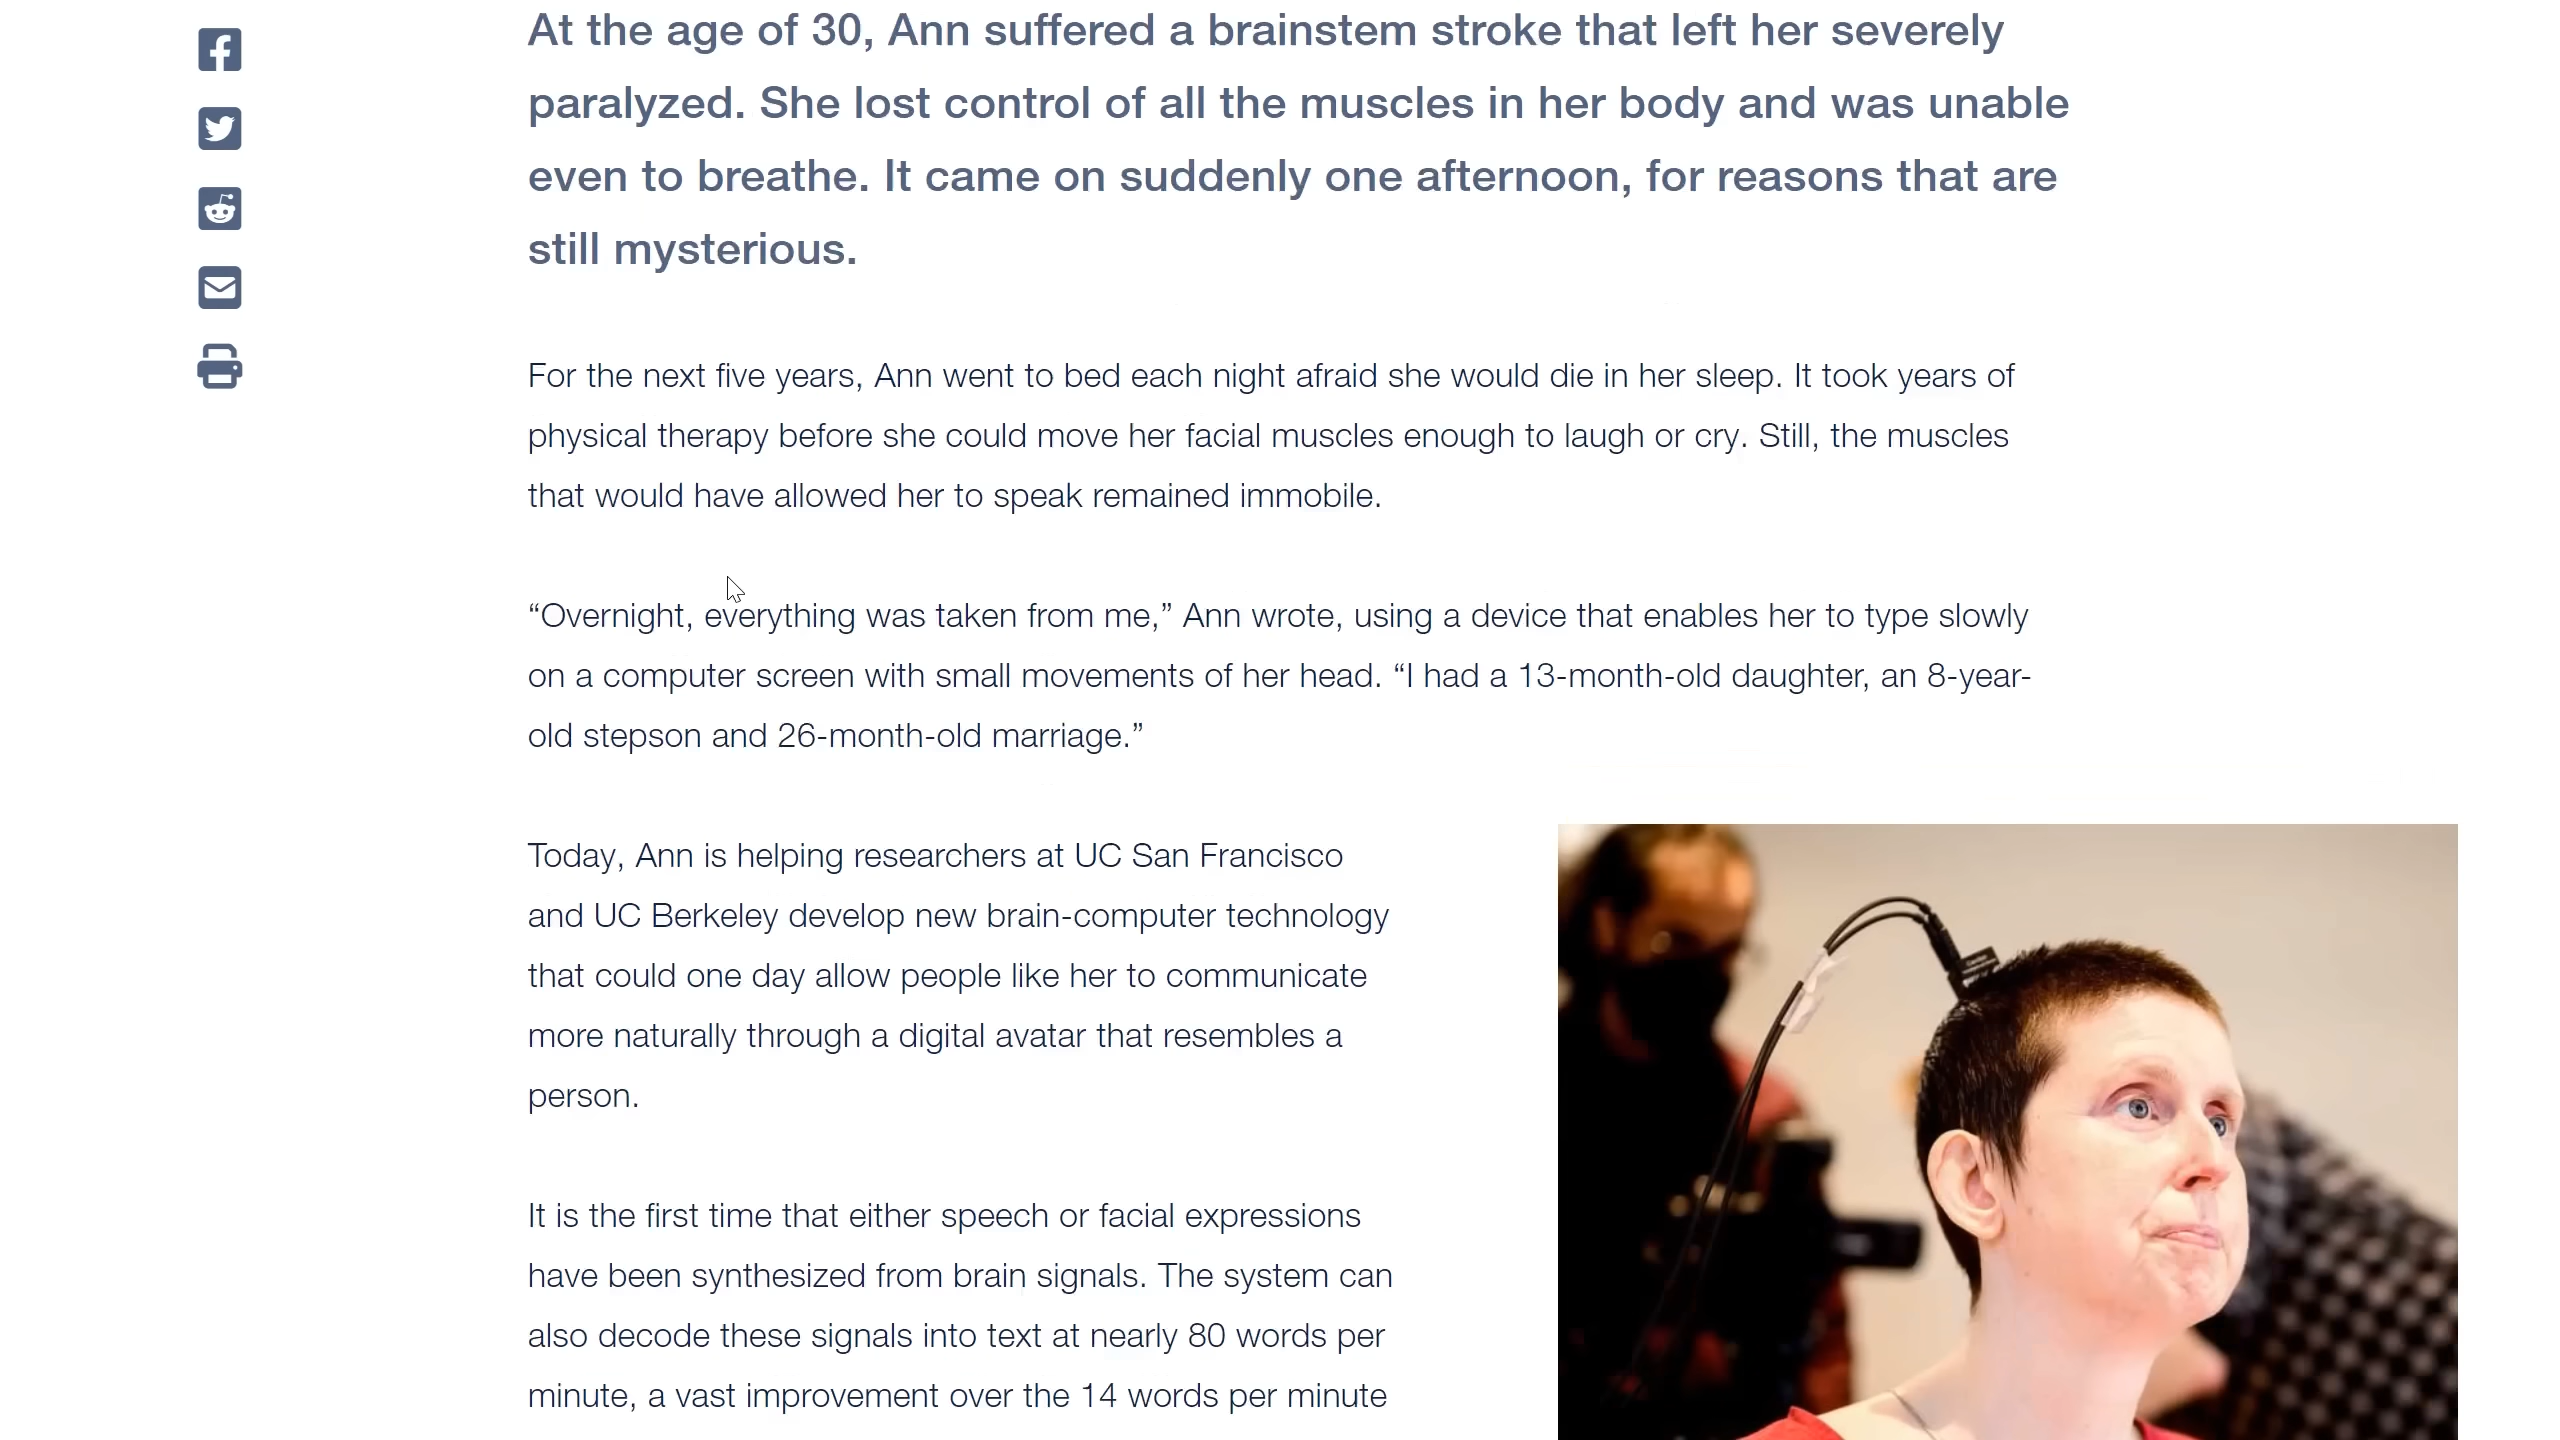 At the age of 30, Ann suffered a brainstem stroke that left her severely
paralyzed. She lost control of all the muscles in her body and was unable
even to breathe. It came on suddenly one afternoon, for reasons that are
still mysterious.
For the next five years, Ann went to bed each night afraid she would die in her sleep. It took years of
physical therapy before she could move her facial muscles enough to laugh or cry. Still, the muscles
that would have allowed her to speak remained immobile.
“Overnight, everything was taken from me,” Ann wrote, using a device that enables her to type slowly
on a computer screen with small movements of her head. “I had a 13-month-old daughter, an 8-year-
old stepson and 26-month-old marriage.”
Today, Ann is helping researchers at UC San Francisco
and UC Berkeley develop new brain-computer technology
that could one day allow people like her to communicate
more naturally through a digital avatar that resembles a
person.
It is the first time that either speech or facial expressions
have been synthesized from brain signals. The system can
also decode these signals into text at nearly 80 words per
minute, a vast improvement over the 14 words per minute